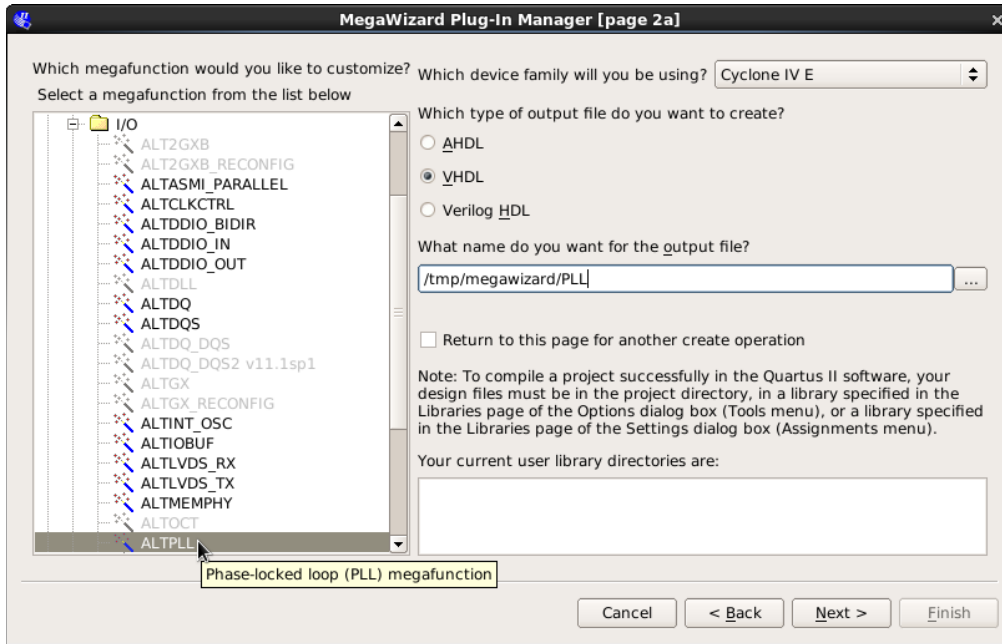 MegaWizard Plug-In Manager [page 2a]
Which megafunction would you like to customize?
Select a megafunction from the list below
I/O
ALT2GXB
ALT2GXB_RECONFIG
ALTASMI_PARALLEL
ALTCLKCTRL
ALTDDIO_BIDIR
ALTDDIO_IN
ALTDDIO_OUT
ALTDLL
ALTDQ
ALTDQS
ALTDQ_DQS
ALTDQ_DQS2 v11.1sp1
ALTGX
ALTGX_RECONFIG
ALTINT_OSC
ALTIOBUF
ALTLVDS_RX
ALTLVDS_TX
ALTMEMPHY
ALTOCT
ALTPLL
Phase-locked loop (PLL) megafunction
Which device family will you be using? Cyclone IV E
Which type of output file do you want to create?
AHDL
VHDL
Verilog HDL
What name do you want for the output file?
/tmp/megawizard/PLL
...
Return to this page for another create operation
Note: To compile a project successfully in the Quartus II software, your
design files must be in the project directory, in a library specified in the
Libraries page of the Options dialog box (Tools menu), or a library specified
in the Libraries page of the Settings dialog box (Assignments menu).
Your current user library directories are:
Cancel < Back Next > Finish